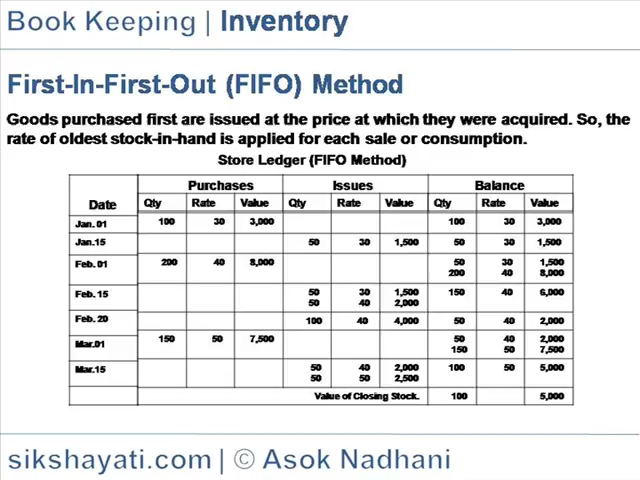 Book Keeping | Inventory
First-In-First-Out (FIFO) Method
Goods purchased first are issued at the price at which they were acquired. So, the
rate of oldest stock-in-hand is applied for each sale or consumption.
Store Ledger (FIFO Method)
Date Purchases Issues Balance
Qty Rate Value Qty Rate Value Qty Rate Value
Jan. 01 100 30 3,000 100 30 3,000
Jan.15 50 30 1,500 50 30 1,500
Feb.01 200 40 8,000 50 30 1,500
200 40 8,000
Feb. 15 50 30 1,500 150 40 6,000
50 40 2,000
Feb. 20 100 40 4,000 50 40 2,000
Mar.01 150 50 7,500 50 40 2,000
150 50 7,500
Mar.15 50 40 2,000 100 50 5,000
50 50 2,500
Value of Closing Stock. 100 5,000
sikshayati.com | © Asok Nadhani